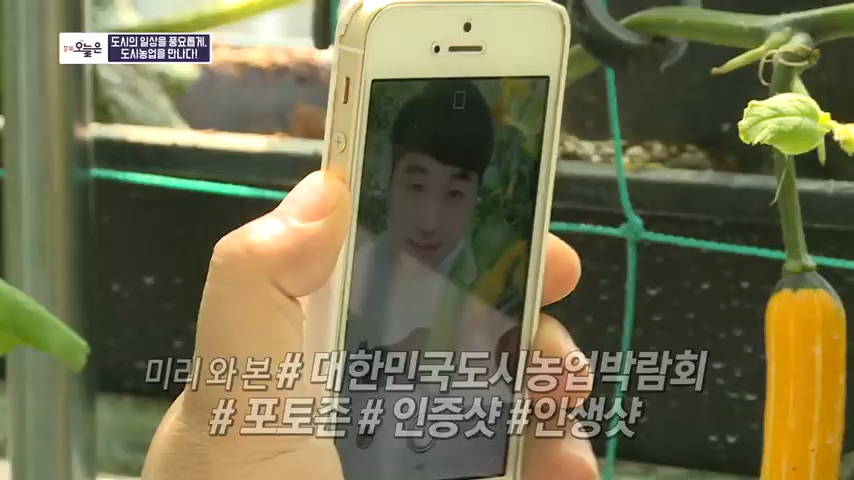 오늘은
도시의 일상을 풍요롭게,
도시농업을 만나다!
미리 와 본 # 대한민국도시농업박람회
# 포토존 # 인증샷 #인생샷